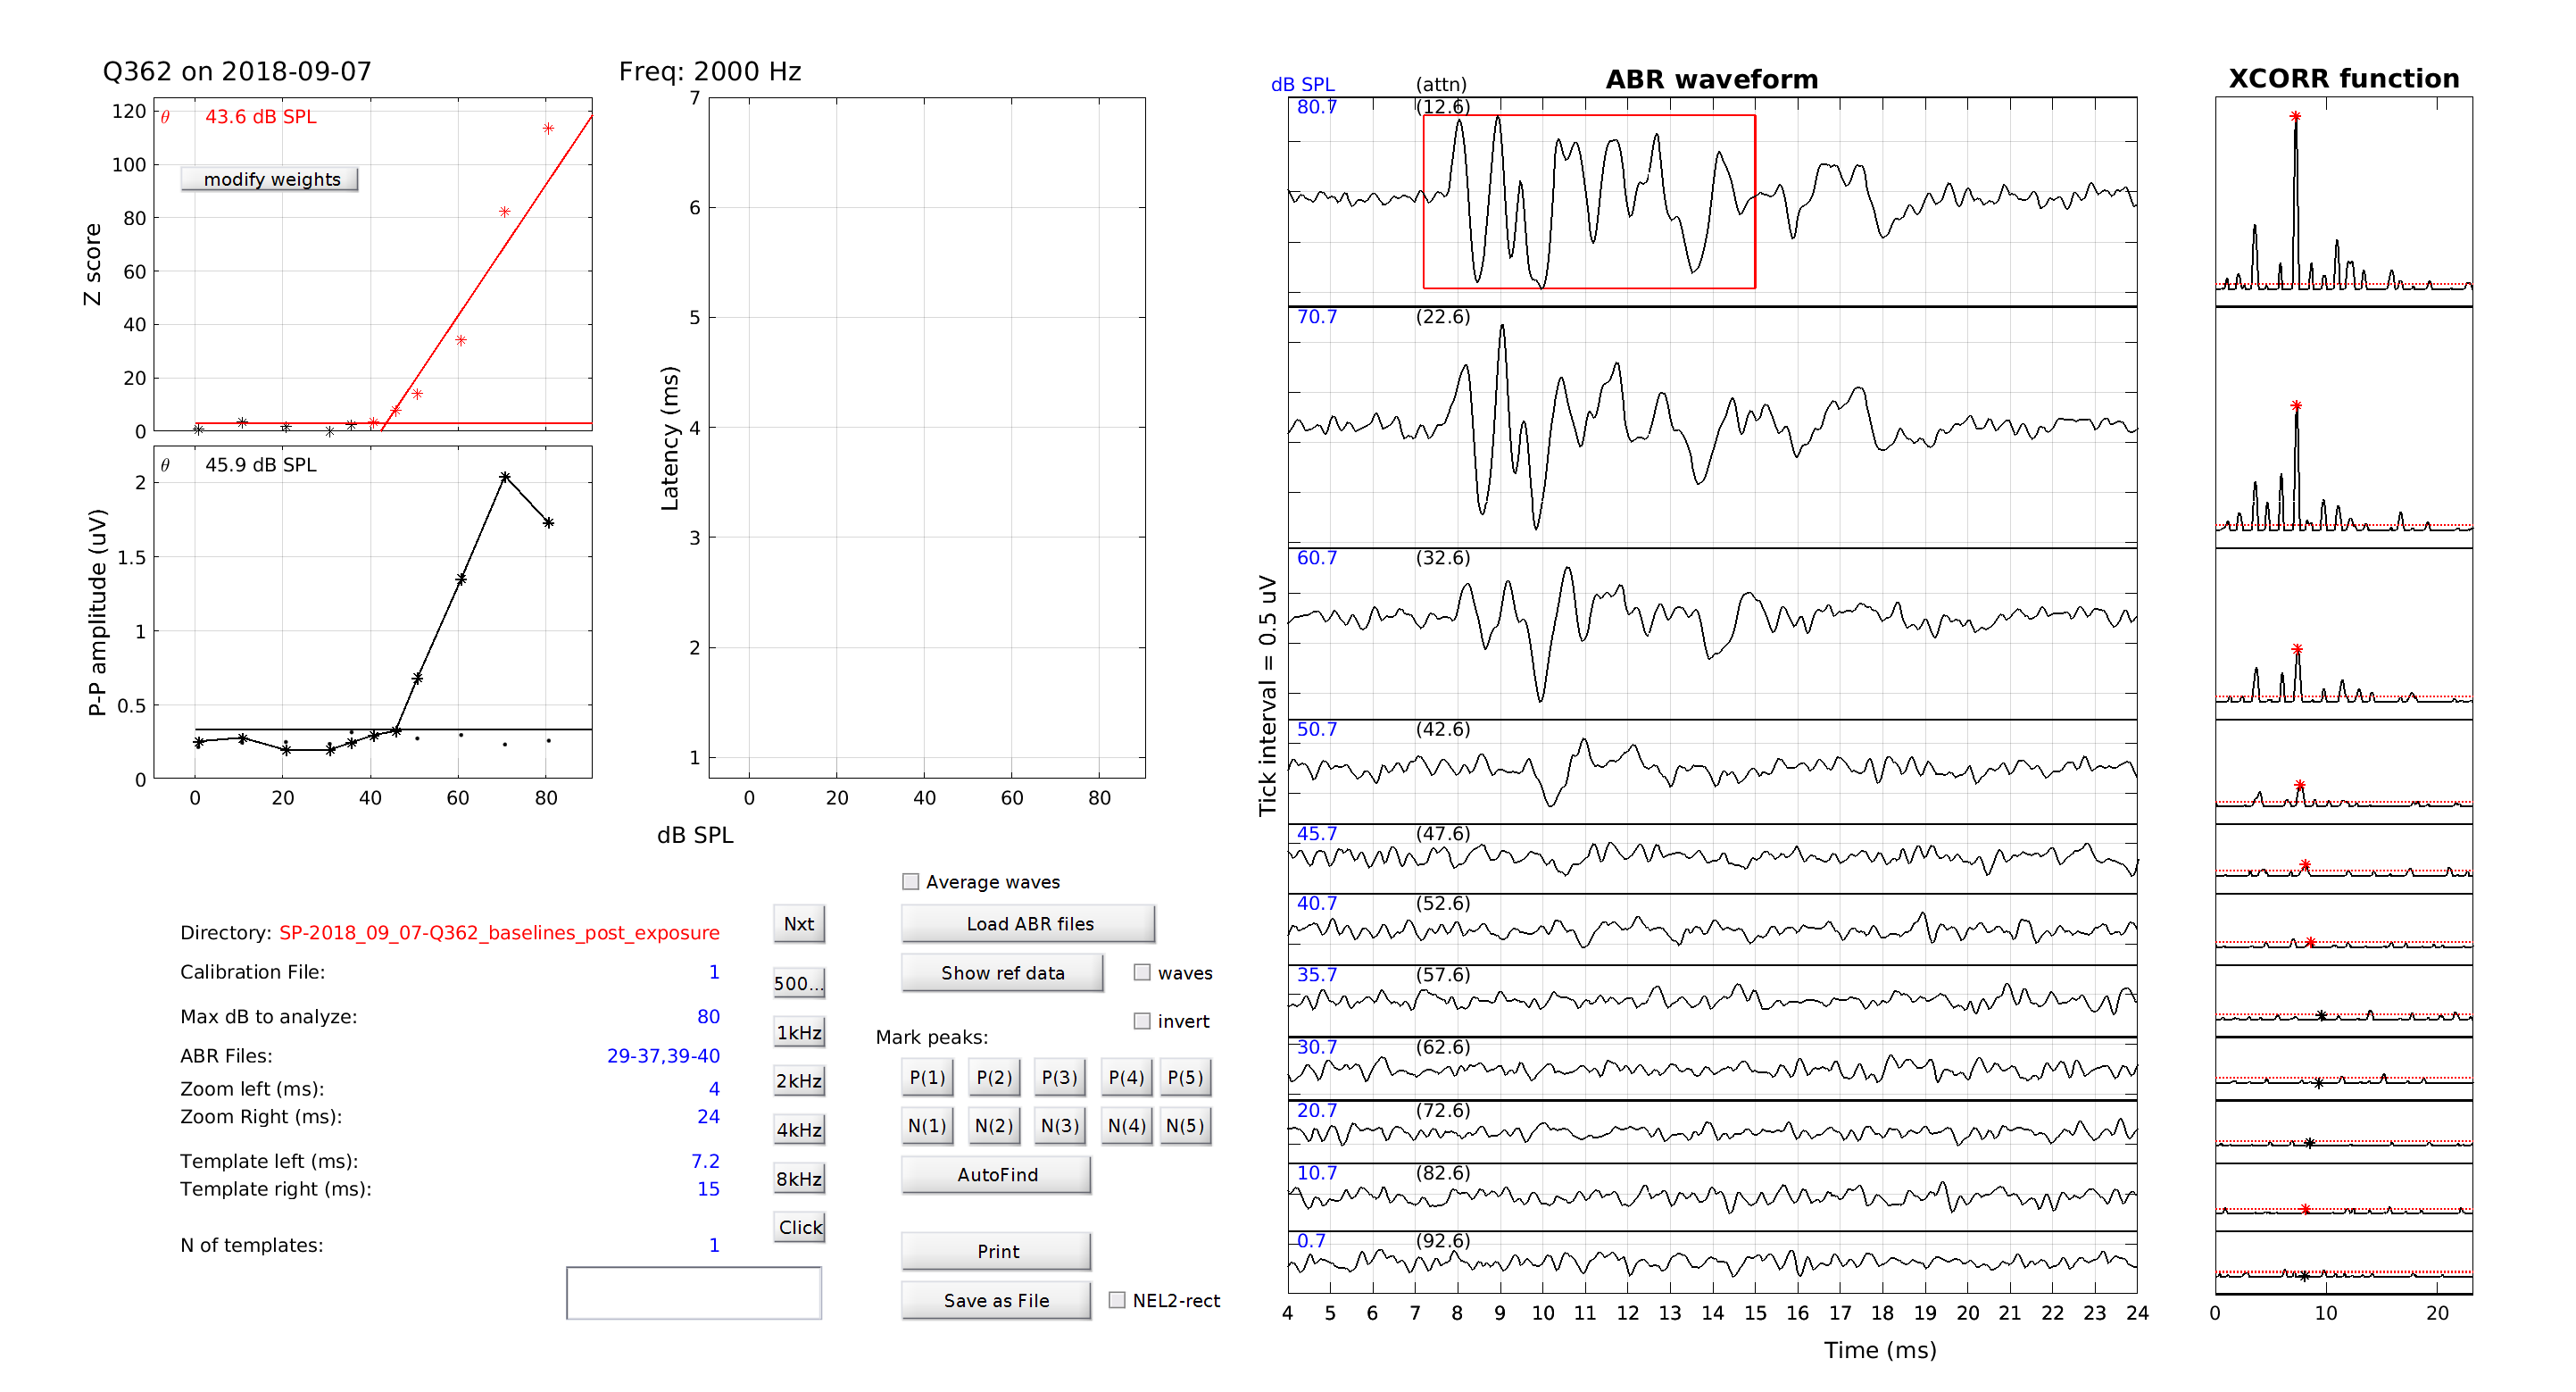 Q362 on 2018-09-07
Freq: 2000 Hz
Z score
120
100
80
60
40
20
0
θ 43.6 dB SPL
modify weights
P-P amplitude (uV)
2
1.5
1
0.5
0
θ 45.9 dB SPL
0 20 40 60 80
Latency (ms)
7
6
5
4
3
2
1
0 20 40 60 80
dB SPL
Directory: SP-2018_09_07-Q362_baselines_post_exposure
Calibration File: 1
Max dB to analyze: 80
ABR Files: 29-37,39-40
Zoom left (ms): 4
Zoom Right (ms): 24
Template left (ms): 7.2
Template right (ms): 15
N of templates: 1
Nxt
500...
1kHz
2kHz
4kHz
8kHz
Click
Average waves
Load ABR files
Show ref data
waves
invert
Mark peaks:
P(1) P(2) P(3) P(4) P(5)
N(1) N(2) N(3) N(4) N(5)
AutoFind
Print
Save as File
NEL2-rect
dB SPL (attn)
ABR waveform
Tick interval = 0.5 uV
80.7 (12.6)
70.7 (22.6)
60.7 (32.6)
50.7 (42.6)
45.7 (47.6)
40.7 (52.6)
35.7 (57.6)
30.7 (62.6)
20.7 (72.6)
10.7 (82.6)
0.7 (92.6)
4 5 6 7 8 9 10 11 12 13 14 15 16 17 18 19 20 21 22 23 24
Time (ms)
XCORR function
0 10 20